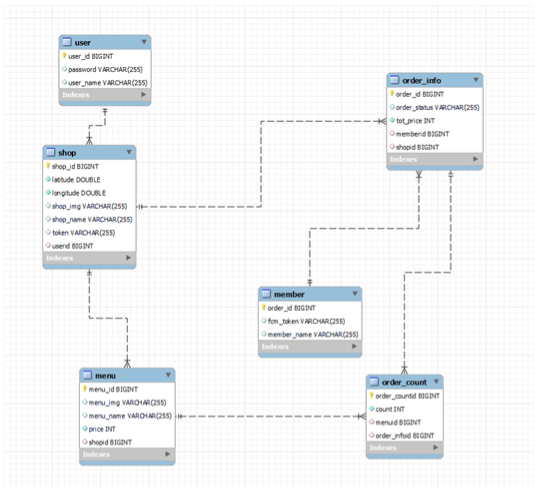 user
user_id BIGINT
password VARCHAR(255)
user_name VARCHAR(255)
Indexes
shop
shop_id BIGINT
latitude DOUBLE
longitude DOUBLE
shop_img VARCHAR(255)
shop_name VARCHAR(255)
token VARCHAR(255)
userid BIGINT
Indexes
order_info
order_id BIGINT
order_status VARCHAR(255)
tot_price INT
memberid BIGINT
shopid BIGINT
Indexes
member
order_id BIGINT
fcm_token VARCHAR(255)
member_name VARCHAR(255)
Indexes
menu
menu_id BIGINT
menu_img VARCHAR(255)
menu_name VARCHAR(255)
price INT
shopid BIGINT
Indexes
order_count
order_countid BIGINT
count INT
menuid BIGINT
order_infoid BIGINT
Indexes